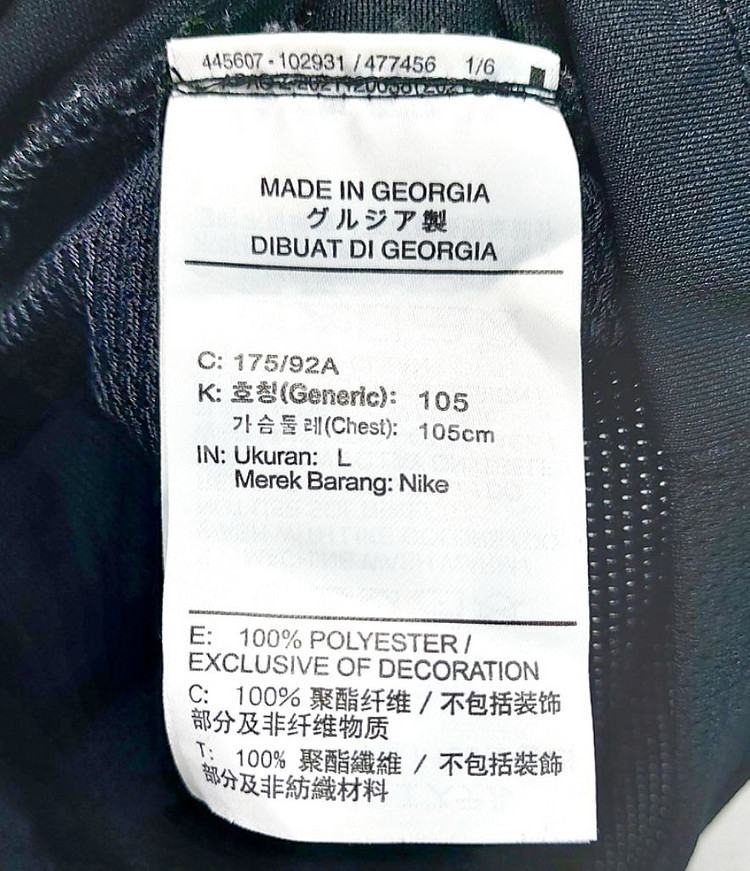 445607-102931 / 477456 1/6
MADE IN GEORGIA
グルジア製
DIBUAT DI GEORGIA
C: 175/92A
K: 호칭(Generic): 105
가슴둘레(Chest): 105cm
IN: Ukuran: L
Merek Barang: Nike
E: 100% POLYESTER /
EXCLUSIVE OF DECORATION
C: 100% 聚酯纤维 / 不包括装饰
部分及非纤维物质
T: 100% 聚酯纖維 / 不包括裝飾
部分及非紡織材料